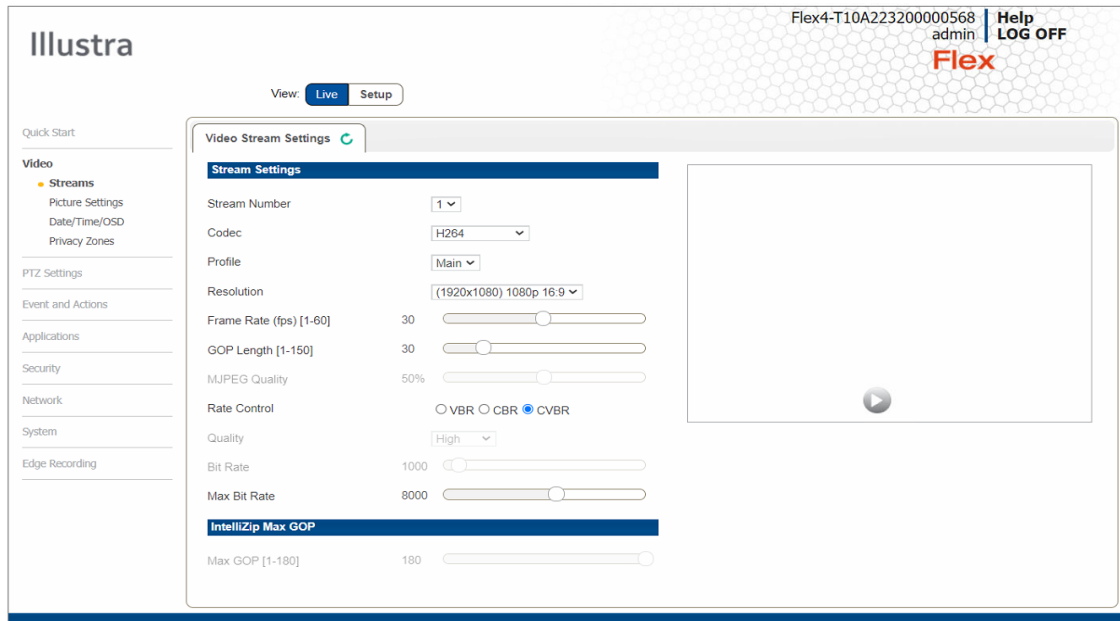 Illustra
Flex4-T10A223200000568
admin
Help
LOG OFF
Flex
View: Live Setup
Quick Start
Video
Streams
Picture Settings
Date/Time/OSD
Privacy Zones
PTZ Settings
Event and Actions
Applications
Security
Network
System
Edge Recording
Video Stream Settings
Stream Settings
Stream Number 1
Codec H264
Profile Main
Resolution (1920x1080) 1080p 16:9
Frame Rate (fps) [1-60] 30
GOP Length [1-150] 30
MJPEG Quality 50%
Rate Control VBR CBR CVBR
Quality High
Bit Rate 1000
Max Bit Rate 8000
IntelliZip Max GOP
Max GOP [1-180] 180